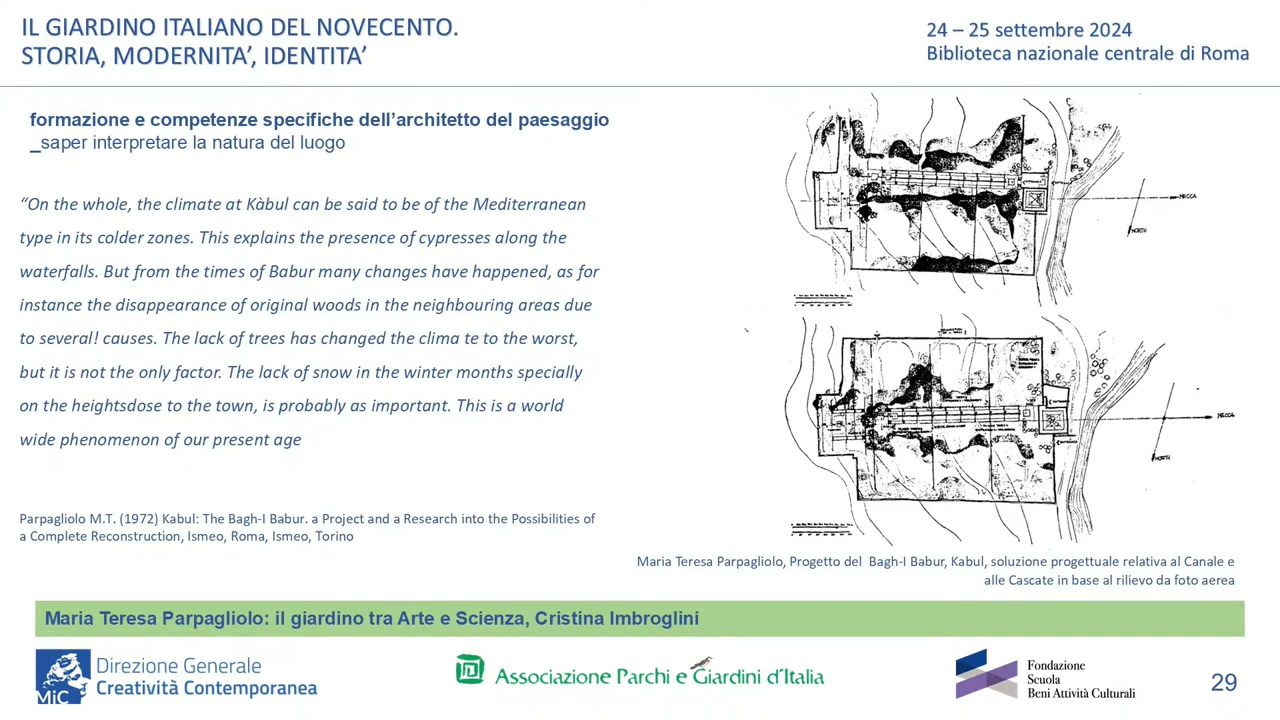 IL GIARDINO ITALIANO DEL NOVECENTO.
STORIA, MODERNITA’, IDENTITA’
24 – 25 settembre 2024
Biblioteca nazionale centrale di Roma
formazione e competenze specifiche dell’architetto del paesaggio
_saper interpretare la natura del luogo
“On the whole, the climate at Kàbul can be said to be of the Mediterranean
type in its colder zones. This explains the presence of cypresses along the
waterfalls. But from the times of Babur many changes have happened, as for
instance the disappearance of original woods in the neighbouring areas due
to several! causes. The lack of trees has changed the clima te to the worst,
but it is not the only factor. The lack of snow in the winter months specially
on the heightsdose to the town, is probably as important. This is a world
wide phenomenon of our present age
Parpagliolo M.T. (1972) Kabul: The Bagh-I Babur. a Project and a Research into the Possibilities of
a Complete Reconstruction, Ismeo, Roma, Ismeo, Torino
MECCA
NORTH
MECCA
NORTH
Maria Teresa Parpagliolo, Progetto del Bagh-I Babur, Kabul, soluzione progettuale relativa al Canale e
alle Cascate in base al rilievo da foto aerea
Maria Teresa Parpagliolo: il giardino tra Arte e Scienza, Cristina Imbroglini
MiC
Direzione Generale
Creatività Contemporanea
Associazione Parchi e Giardini d’Italia
Fondazione
Scuola
Beni Attività Culturali
29